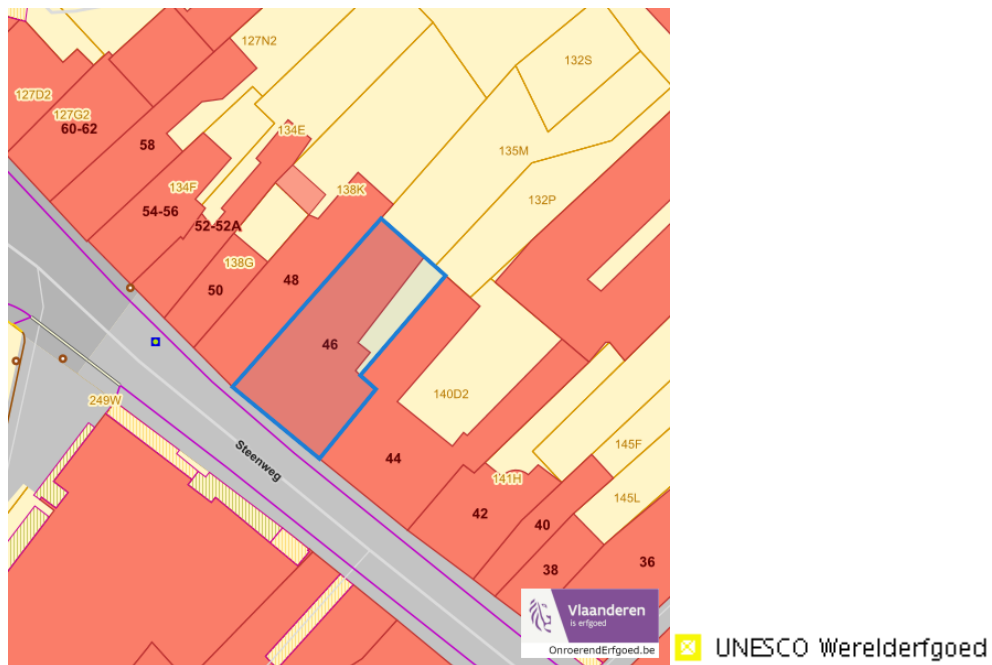 127N2
132S
127D2
127G2
60-62
58
134E
135M
134F
138K
132P
54-56
52-52A
138G
50
48
46
140D2
249W
Steenweg
44
145F
141H
42
145L
40
38
36
Vlaanderen
is erfgoed
OnroerendErfgoed.be
UNESCO Werelderfgoed